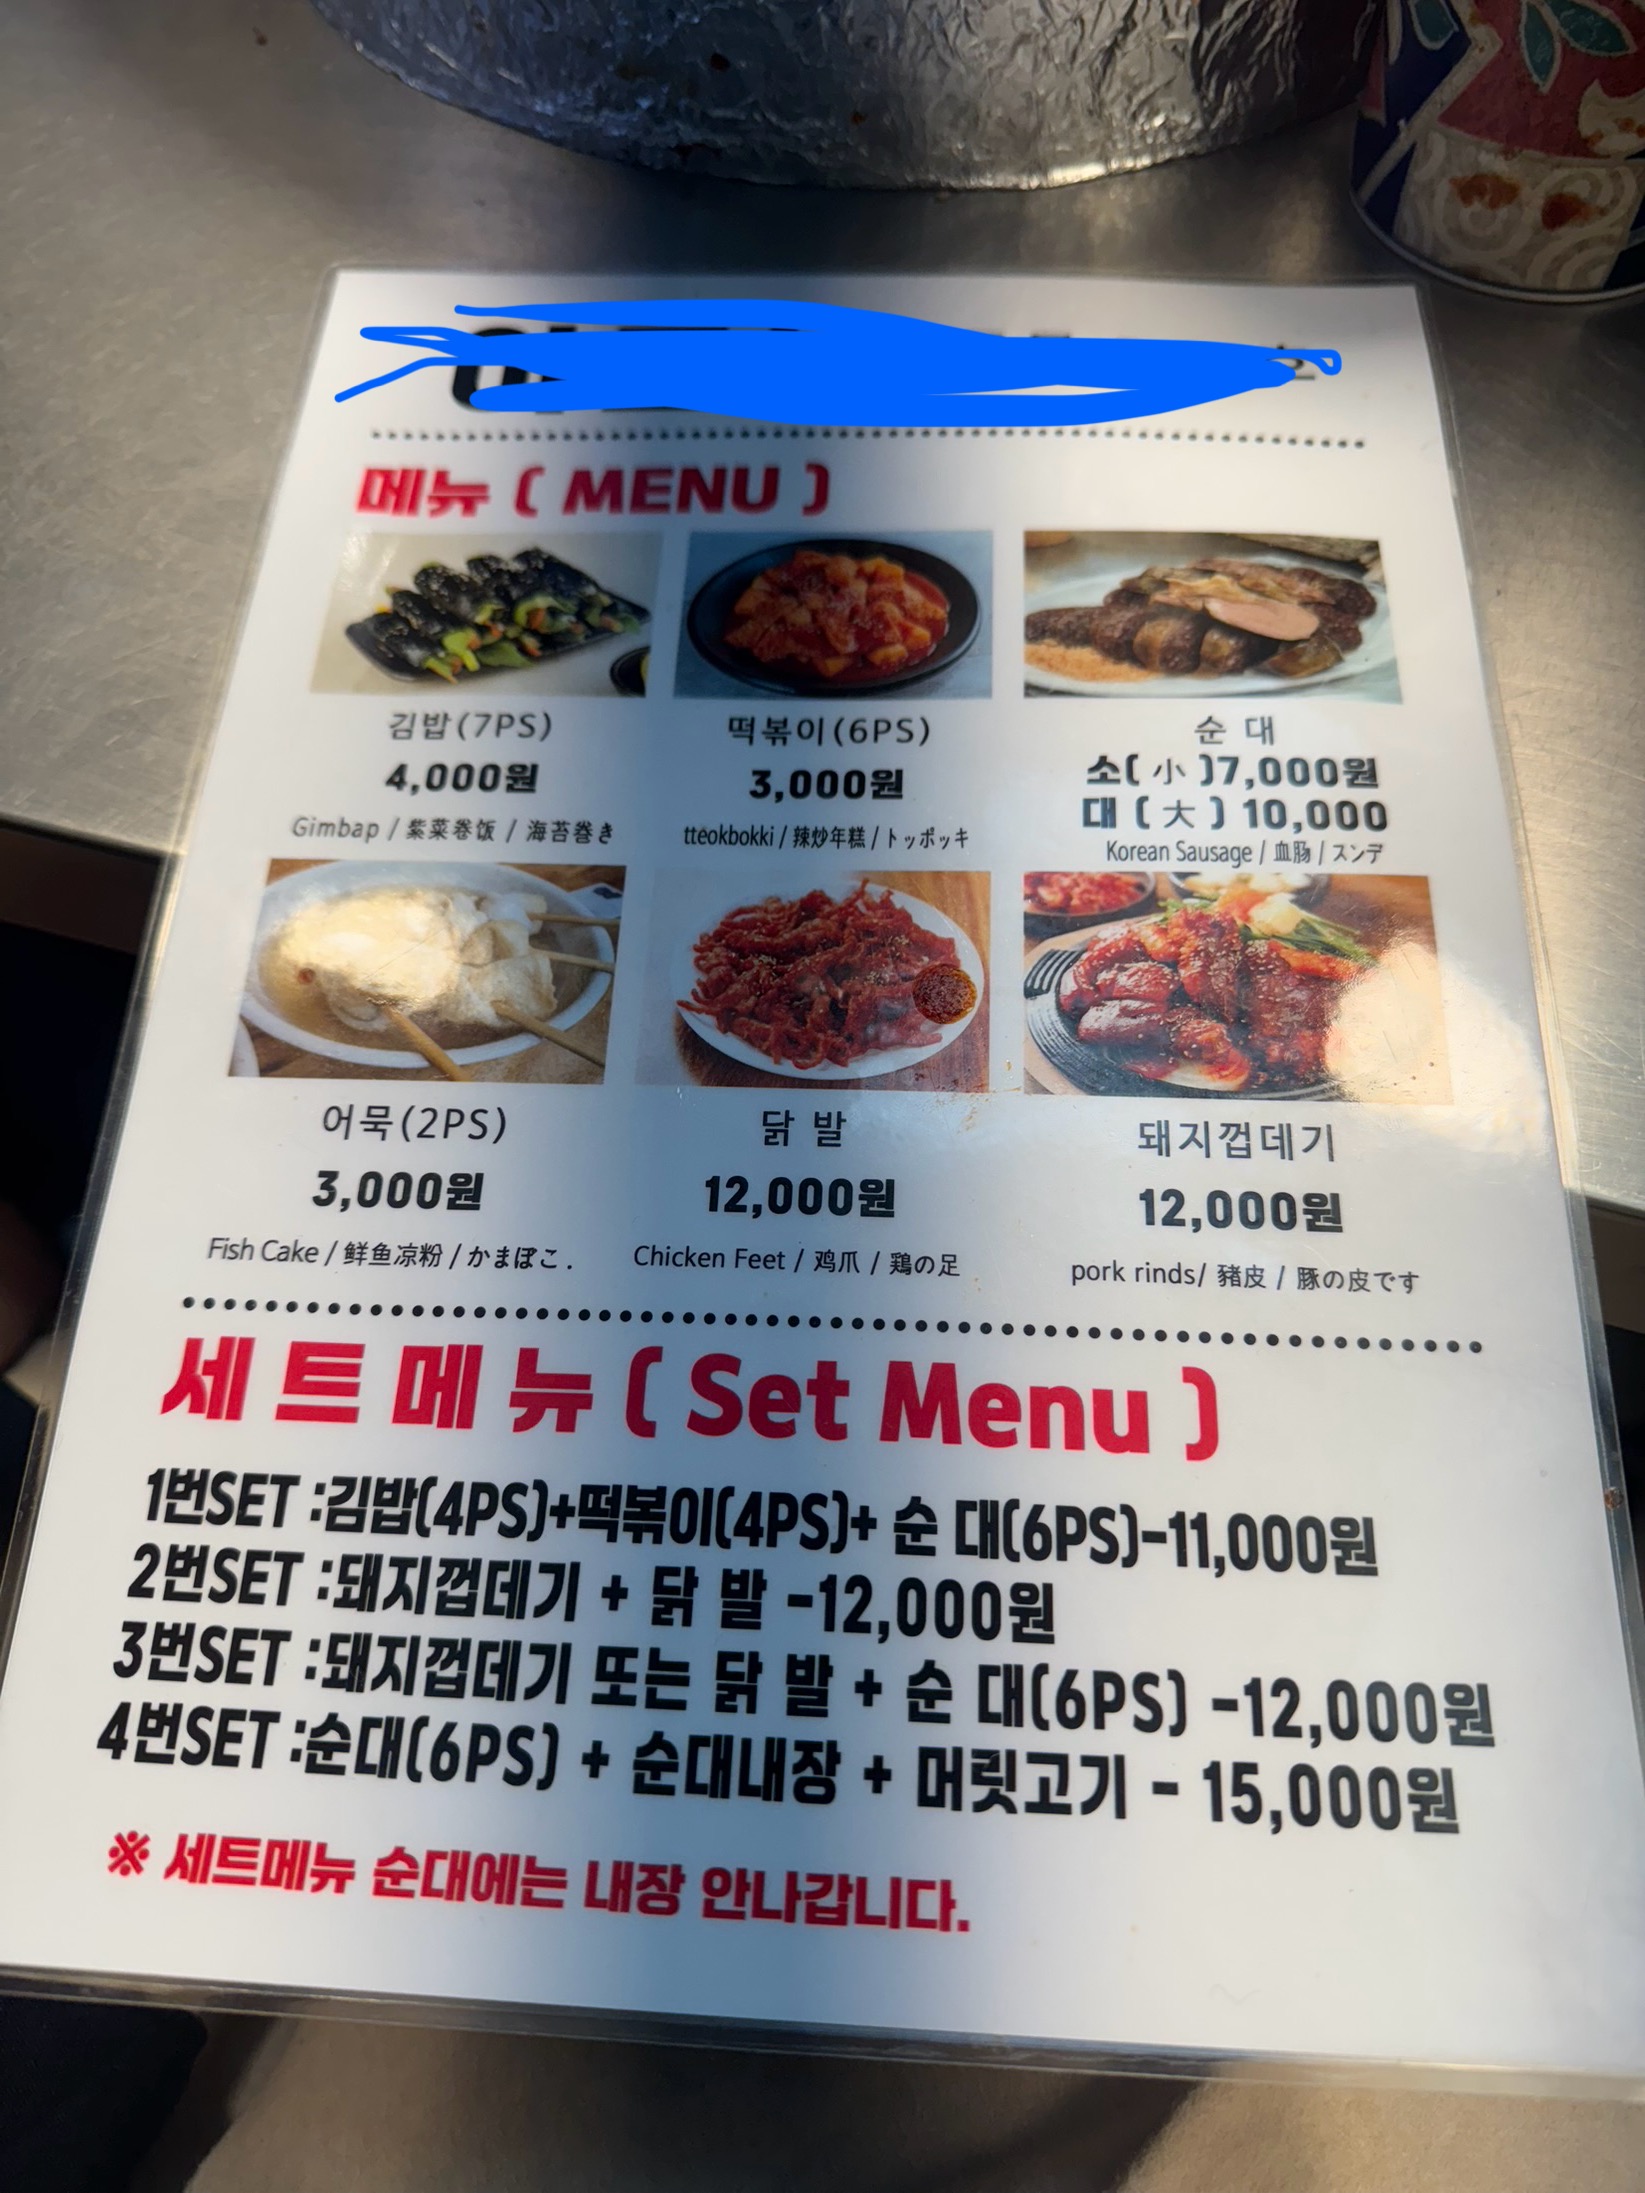 메뉴 ( MENU )
김밥(7PS)
4,000원
Gimbap / 紫菜卷饭 / 海苔巻き
떡볶이(6PS)
3,000원
tteokbokki / 辣炒年糕 / トッポッキ
순 대
소( 小 )7,000원
대 ( 大 ) 10,000
Korean Sausage / 血肠 / スンデ
어묵(2PS)
3,000원
Fish Cake / 鲜鱼凉粉 / かまぼこ.
닭 발
12,000원
Chicken Feet / 鸡爪 / 鶏の足
돼지껍데기
12,000원
pork rinds/ 豬皮 / 豚の皮です
세 트 메 뉴 ( Set Menu )
1번SET :김밥(4PS)+떡볶이(4PS)+ 순 대(6PS)-11,000원
2번SET :돼지껍데기 + 닭 발 -12,000원
3번SET :돼지껍데기 또는 닭 발 + 순 대(6PS) -12,000원
4번SET :순대(6PS) + 순대내장 + 머릿고기 - 15,000원
※ 세트메뉴 순대에는 내장 안나갑니다.